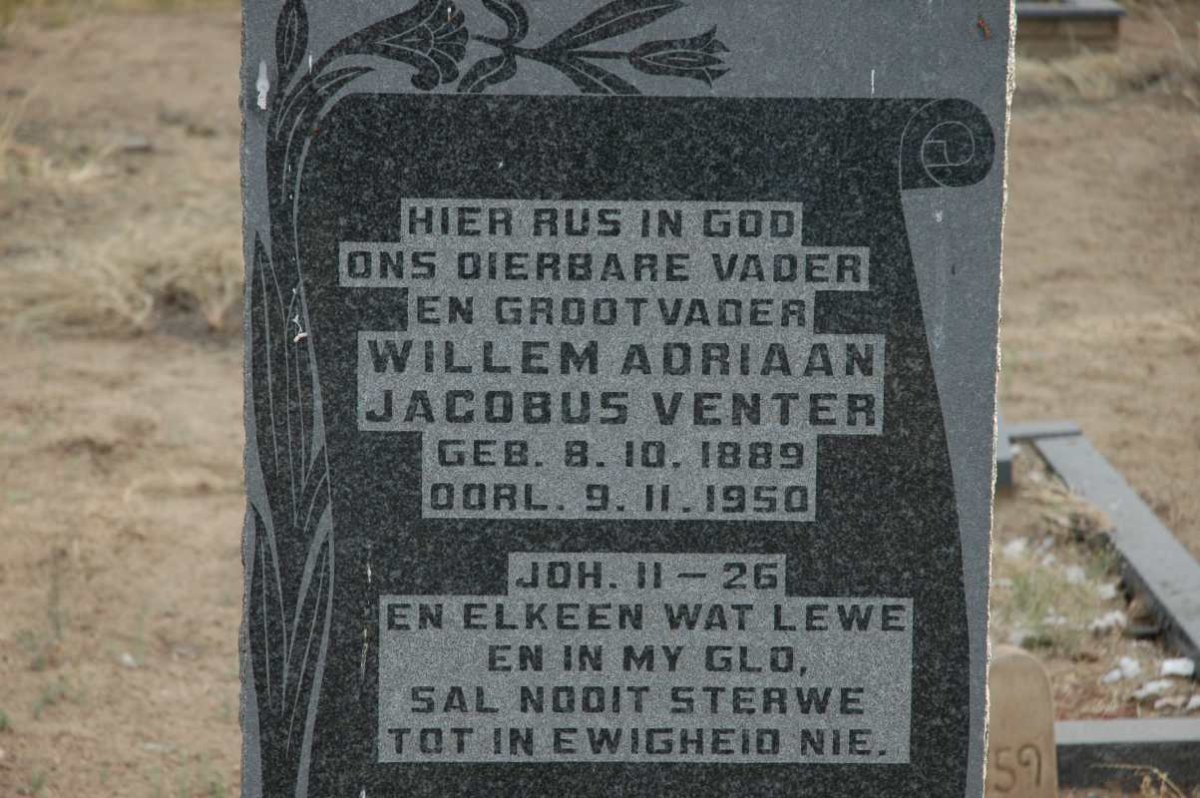 HIER RUS IN GOD
ONS DIERBARE VADER
EN GROOTVADER
WILLEM ADRIAAN
JACOBUS VENTER
GEB. 8. 10. 1889
OORL. 9. 11. 1950
JOH. 11 – 26
EN ELKEEN WAT LEWE
EN IN MY GLO,
SAL NOOIT STERWE
TOT IN EWIGHEID NIE.
59